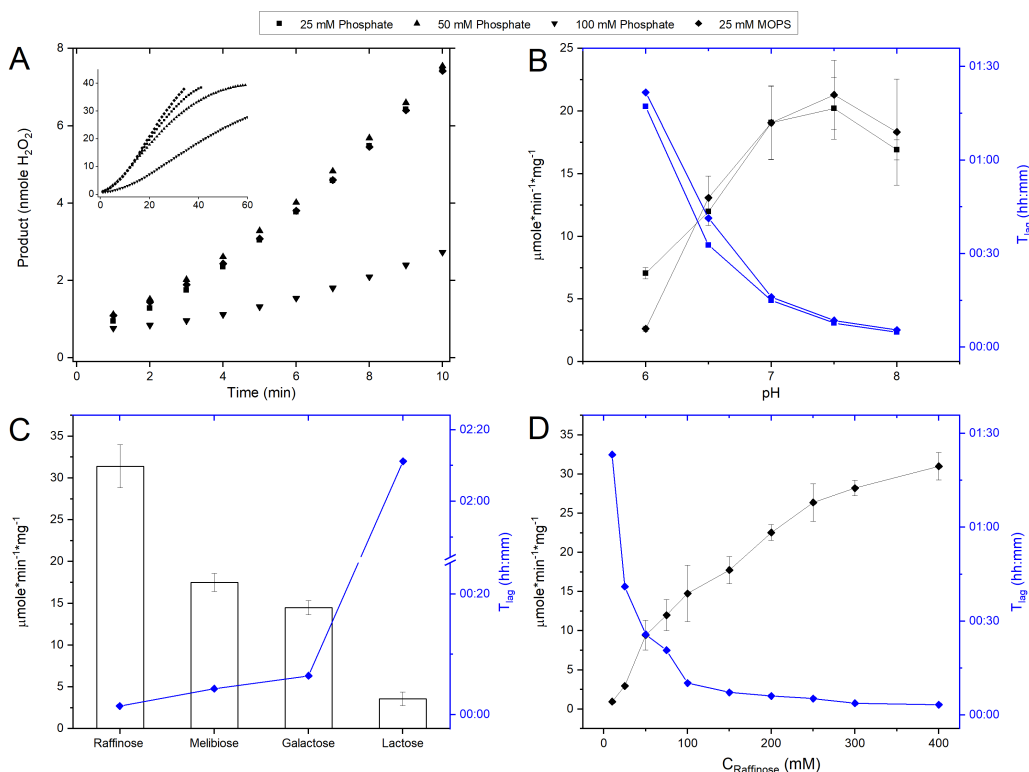 25 mM Phosphate 50 mM Phosphate 100 mM Phosphate 25 mM MOPS
A
Product (nmole H₂O₂)
8
6
4
2
0
40
30
20
10
0
0 20 40 60
0 2 4 6 8 10
Time (min)
B
µmole*min⁻¹*mg⁻¹
25
20
15
10
5
0
01:30
01:00
00:30
00:00
T_lag (hh:mm)
6 7 8
pH
C
µmole*min⁻¹*mg⁻¹
35
30
25
20
15
10
5
0
02:20
02:00
00:20
00:00
T_lag (hh:mm)
Raffinose Melibiose Galactose Lactose
D
µmole*min⁻¹*mg⁻¹
35
30
25
20
15
10
5
0
01:30
01:00
00:30
00:00
T_lag (hh:mm)
0 100 200 300 400
C_Raffinose (mM)